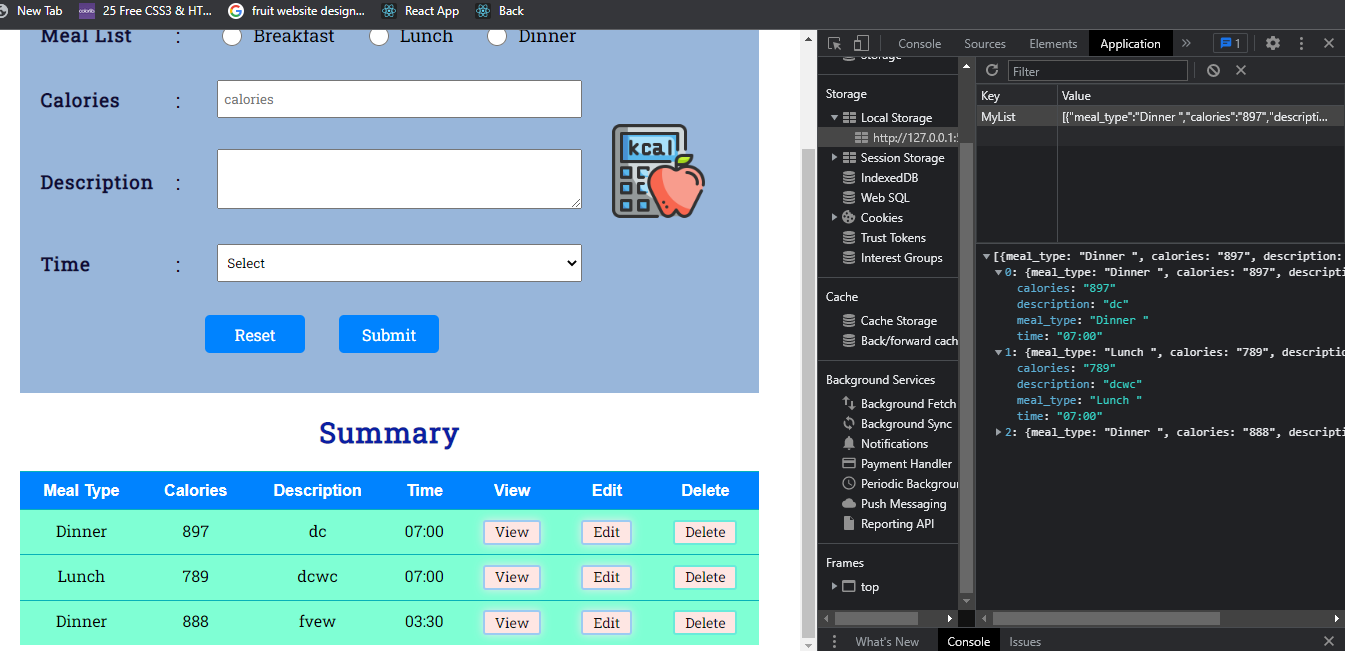 New Tab 25 Free CSS3 & HT... fruit website design... React App Back
Meal List : Breakfast Lunch Dinner
Calories : calories
kcal
Description :
Time : Select
Reset Submit
Summary
Meal Type Calories Description Time View Edit Delete
Dinner 897 dc 07:00 View Edit Delete
Lunch 789 dcwc 07:00 View Edit Delete
Dinner 888 fvew 03:30 View Edit Delete
Console Sources Elements Application » 1
Storage
Storage
Local Storage
http://127.0.0.1:5
Session Storage
IndexedDB
Web SQL
Cookies
Trust Tokens
Interest Groups
Cache
Cache Storage
Back/forward cach
Background Services
Background Fetch
Background Sync
Notifications
Payment Handler
Periodic Backgrou
Push Messaging
Reporting API
Frames
top
Filter
Key Value
MyList [{"meal_type":"Dinner ","calories":"897","descripti...
[{meal_type: "Dinner ", calories: "897", description:
0: {meal_type: "Dinner ", calories: "897", descripti
calories: "897"
description: "dc"
meal_type: "Dinner "
time: "07:00"
1: {meal_type: "Lunch ", calories: "789", descriptio
calories: "789"
description: "dcwc"
meal_type: "Lunch "
time: "07:00"
2: {meal_type: "Dinner ", calories: "888", descripti
What's New Console Issues